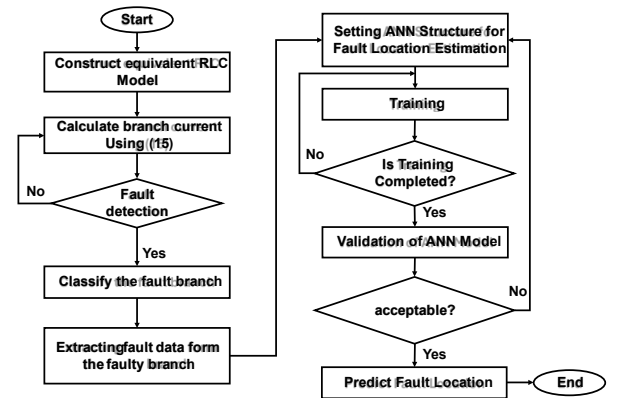 Start
Construct equivalent RLC
Model
Calculate branch current
Using (15)
No
Fault
detection
Yes
Classify the fault branch
Extractingfault data form
the faulty branch
Setting ANN Structure for
Fault Location Estimation
Training
No
Is Training
Completed?
Yes
Validation of ANN Model
No
acceptable?
Yes
Predict Fault Location
End